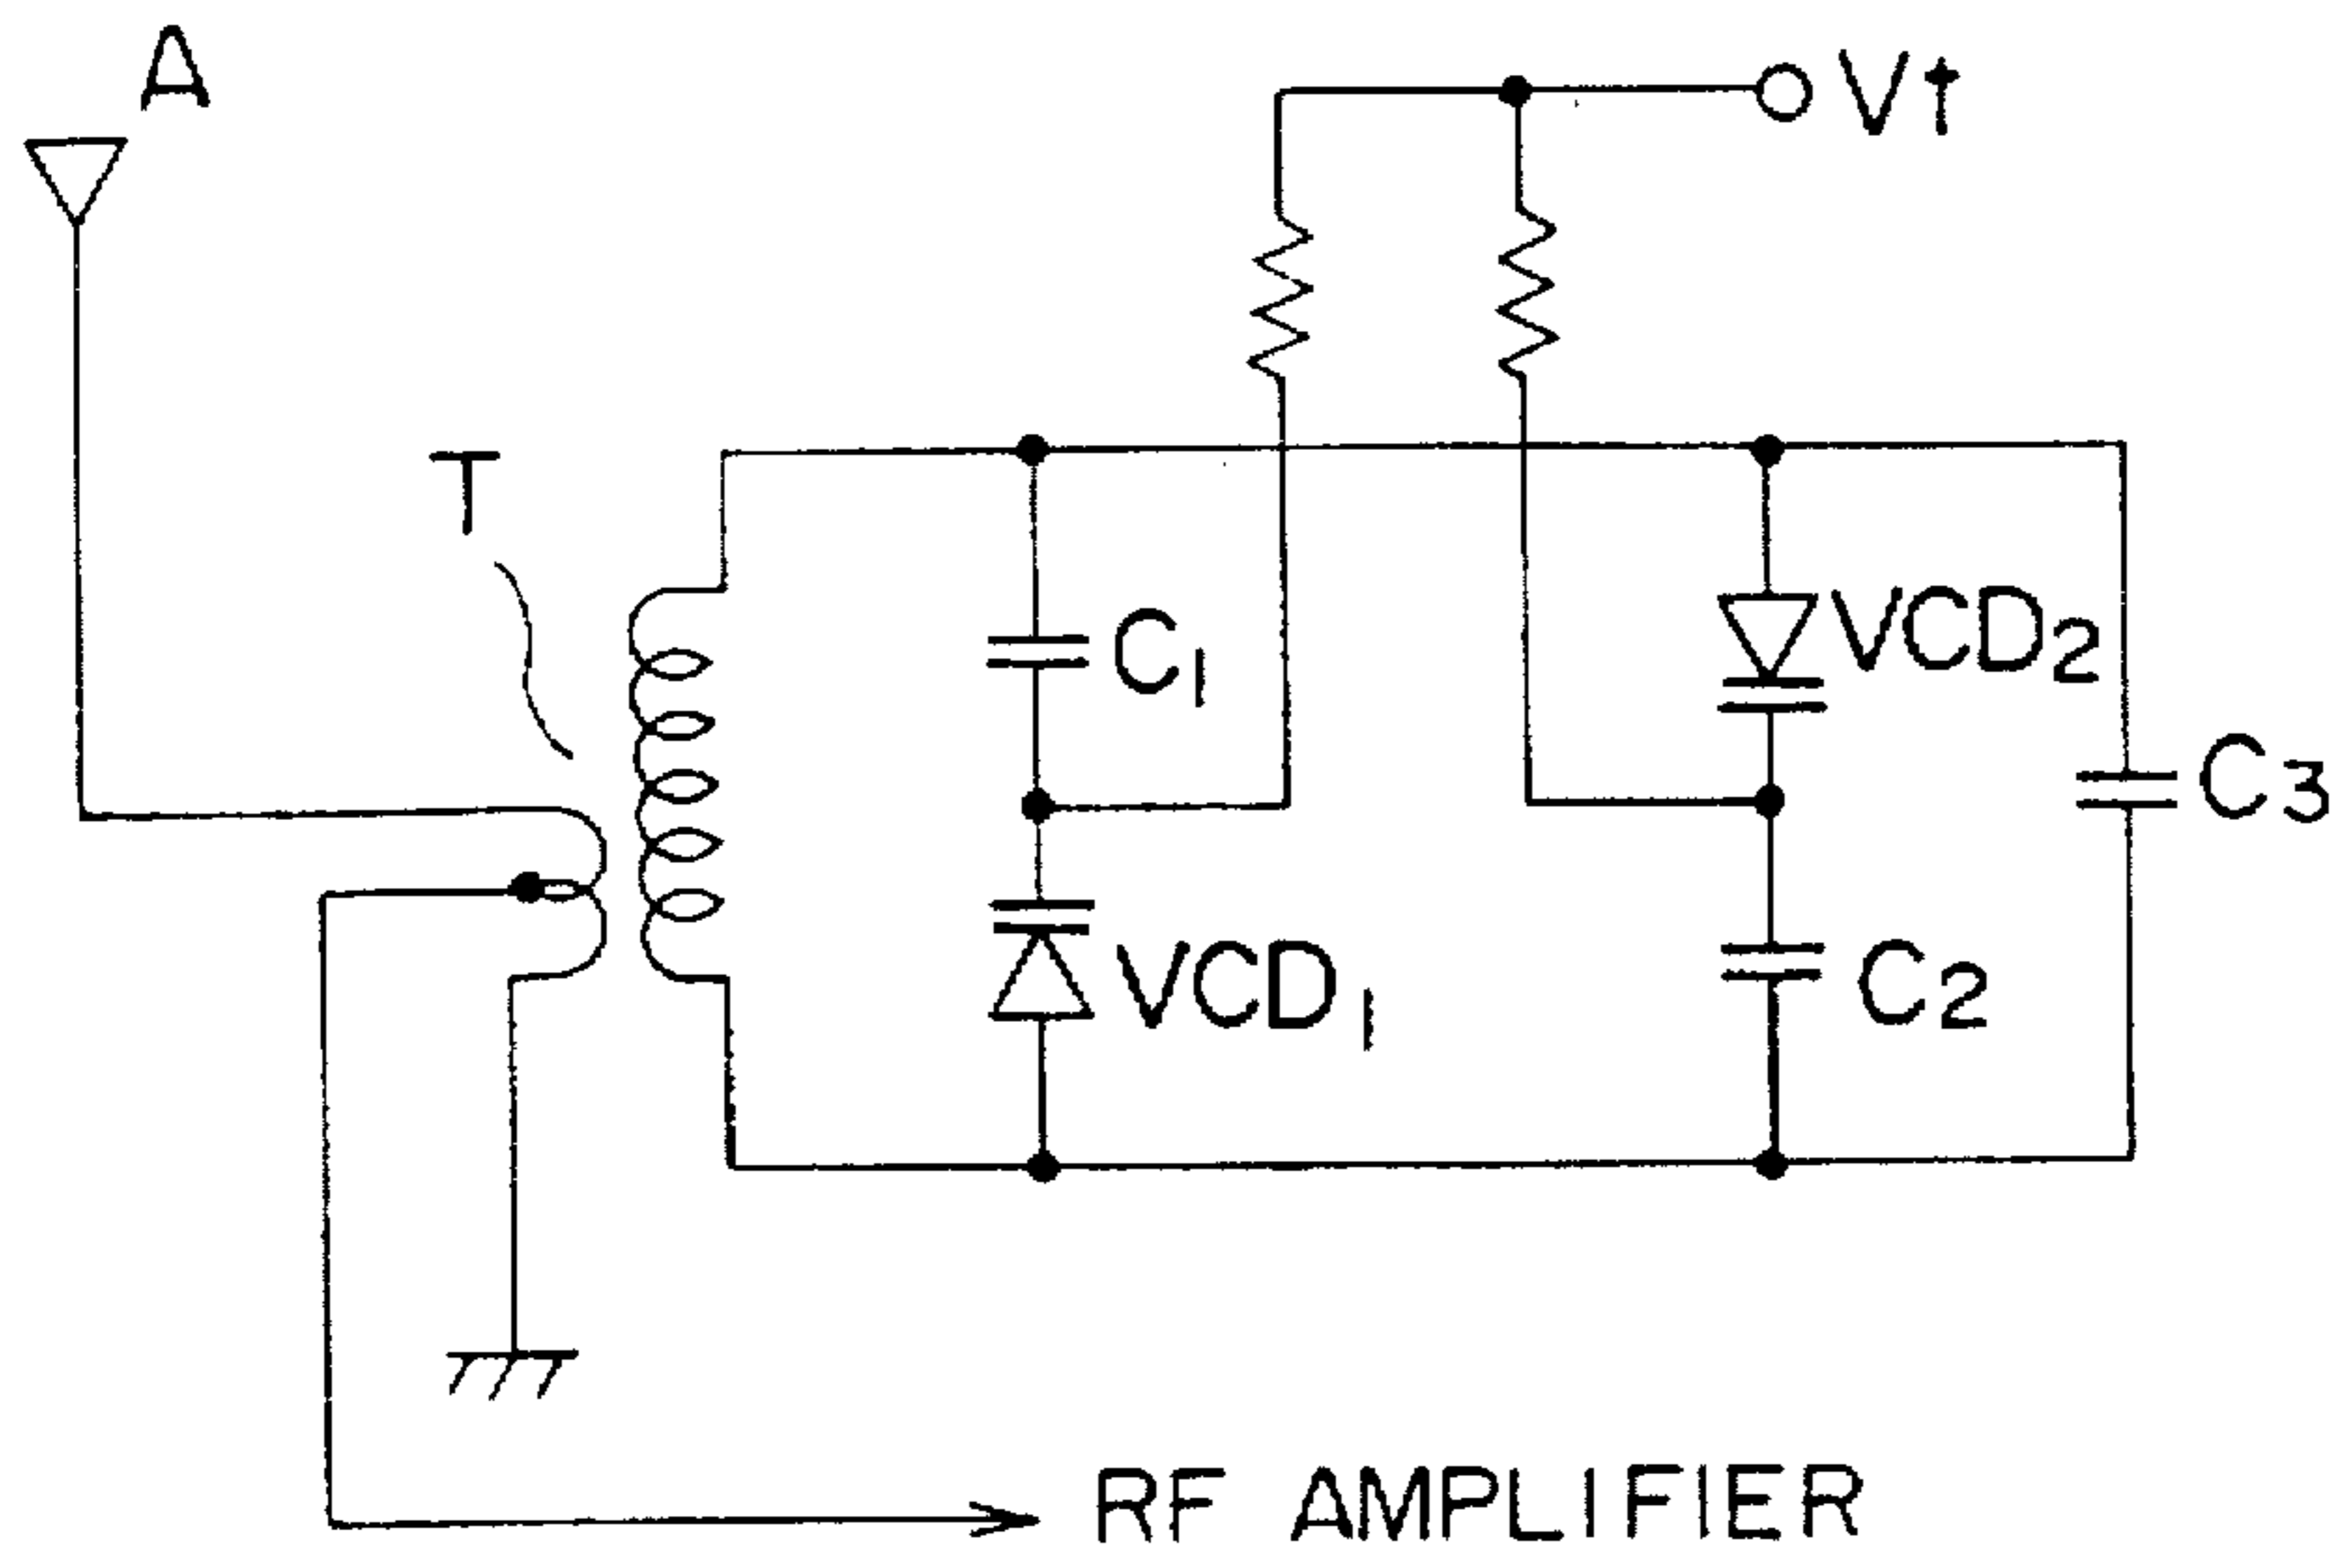 A
Vt
T
C1
VCD2
C3
VCD1
C2
RF AMPLIFIER